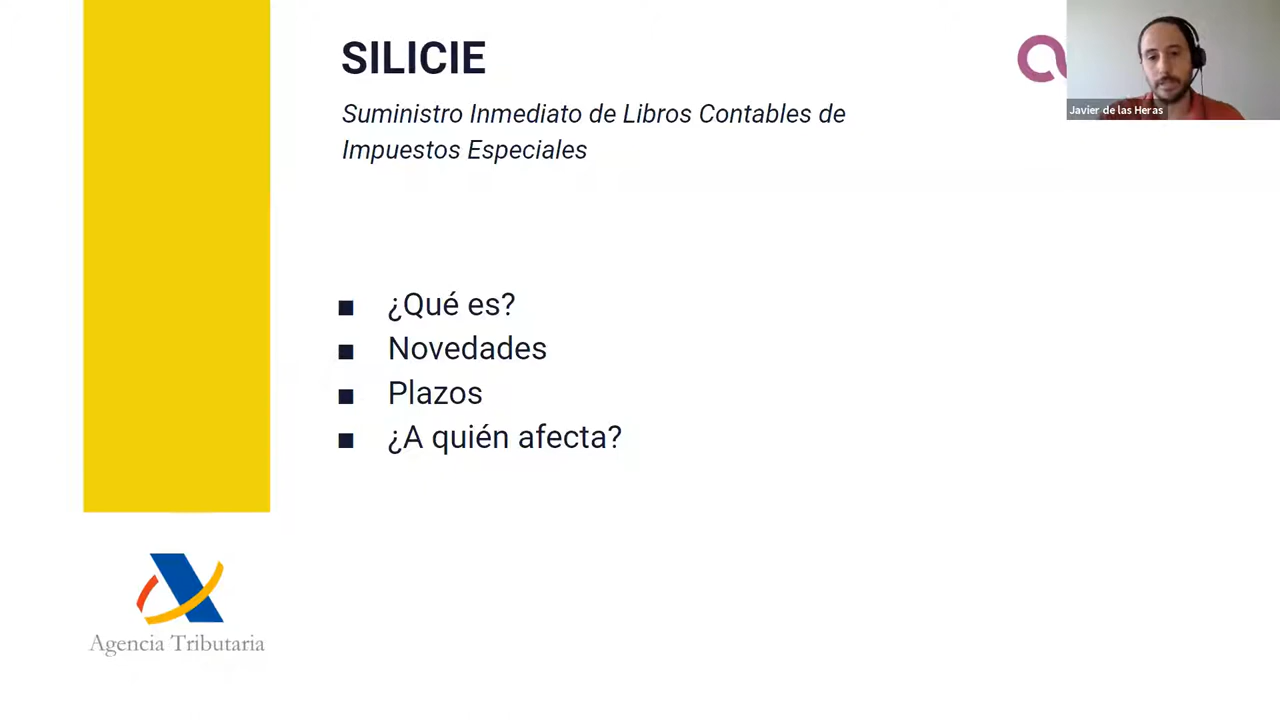 SILICIE
Suministro Inmediato de Libros Contables de
Impuestos Especiales
Javier de las Heras
¿Qué es?
Novedades
Plazos
¿A quién afecta?
Agencia Tributaria